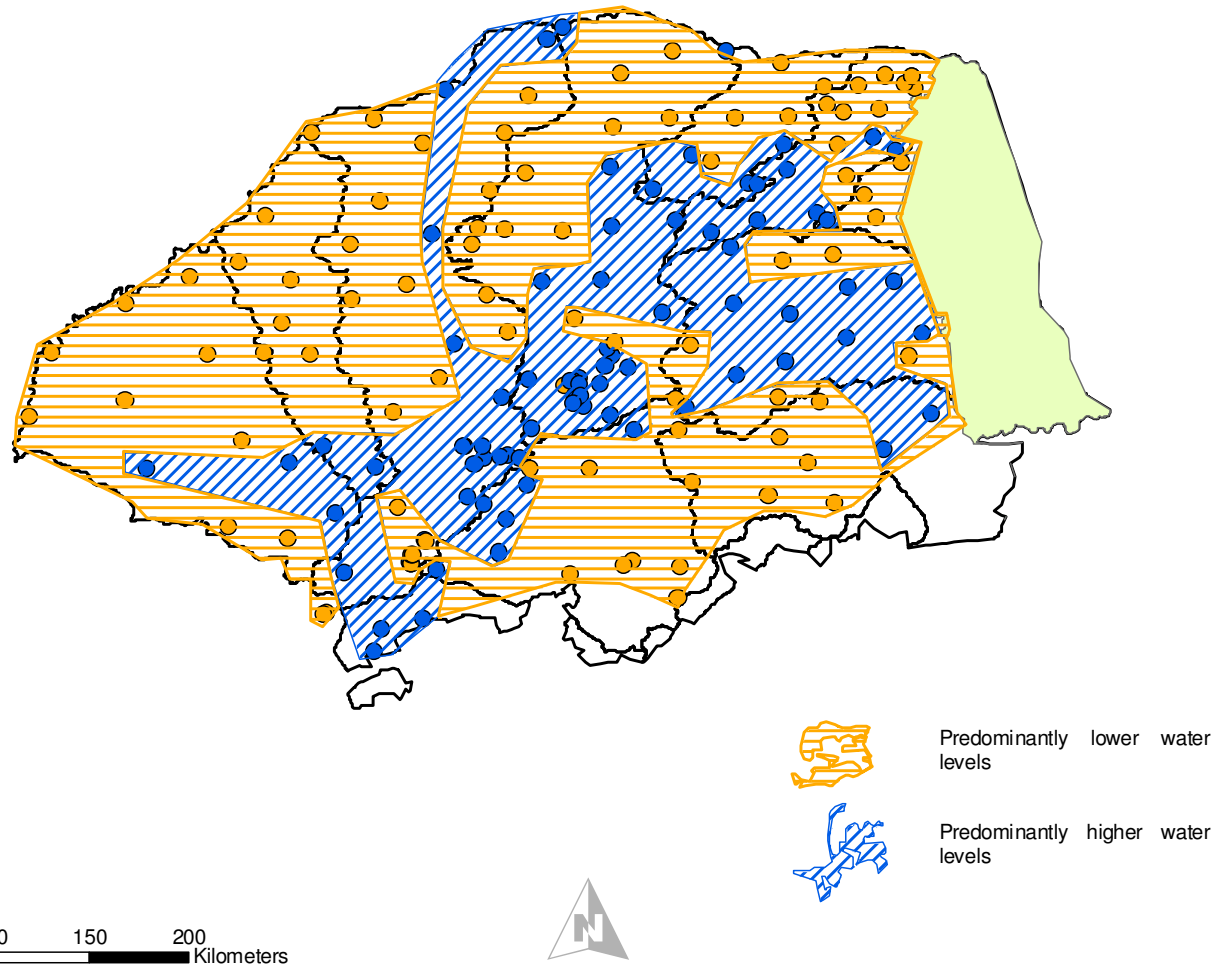 Predominantly lower water
levels
Predominantly higher water
levels
N
0 150 200
Kilometers